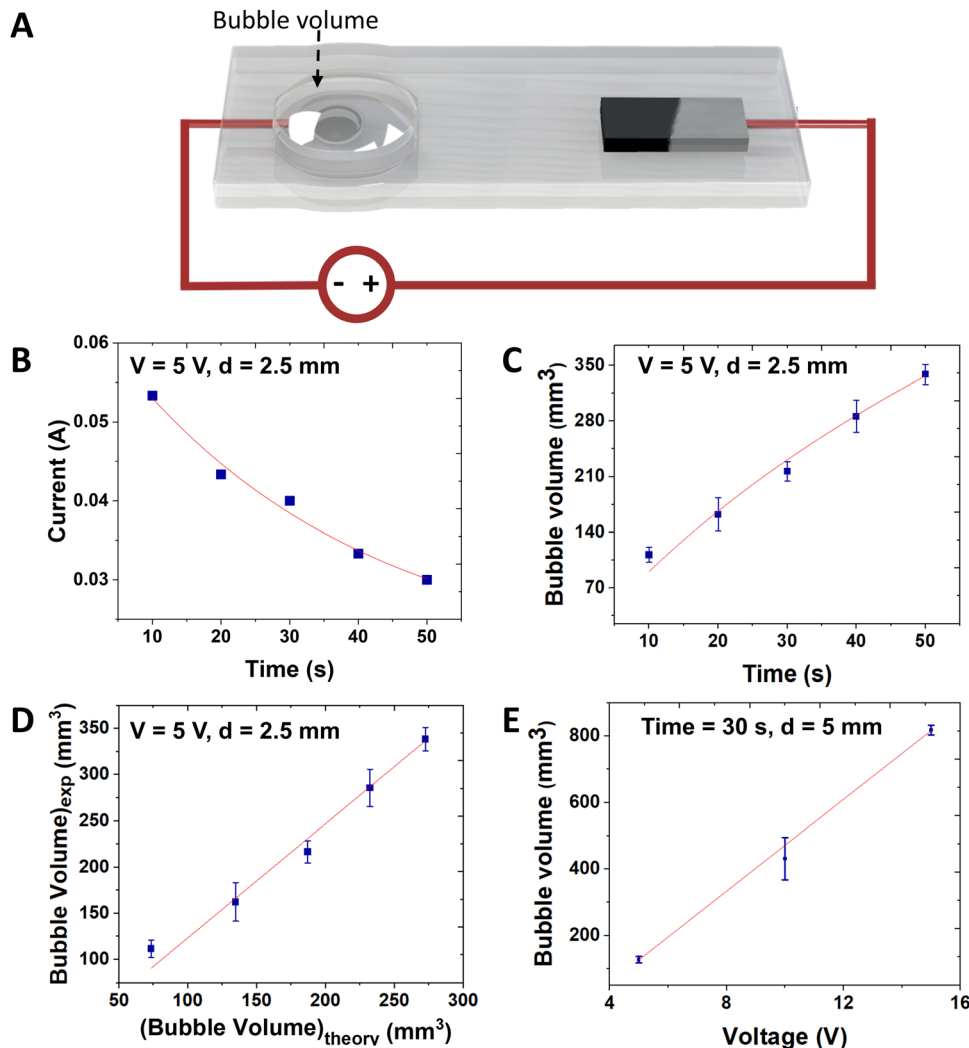 A
Bubble volume
- +
B
V = 5 V, d = 2.5 mm
Current (A)
0.06
0.05
0.04
0.03
10 20 30 40 50
Time (s)
C
V = 5 V, d = 2.5 mm
Bubble volume (mm³)
350
280
210
140
70
10 20 30 40 50
Time (s)
D
V = 5 V, d = 2.5 mm
(Bubble Volume)exp (mm³)
350
300
250
200
150
100
50 100 150 200 250 300
(Bubble Volume)theory (mm³)
E
Time = 30 s, d = 5 mm
Bubble volume (mm³)
800
600
400
200
4 8 12 16
Voltage (V)